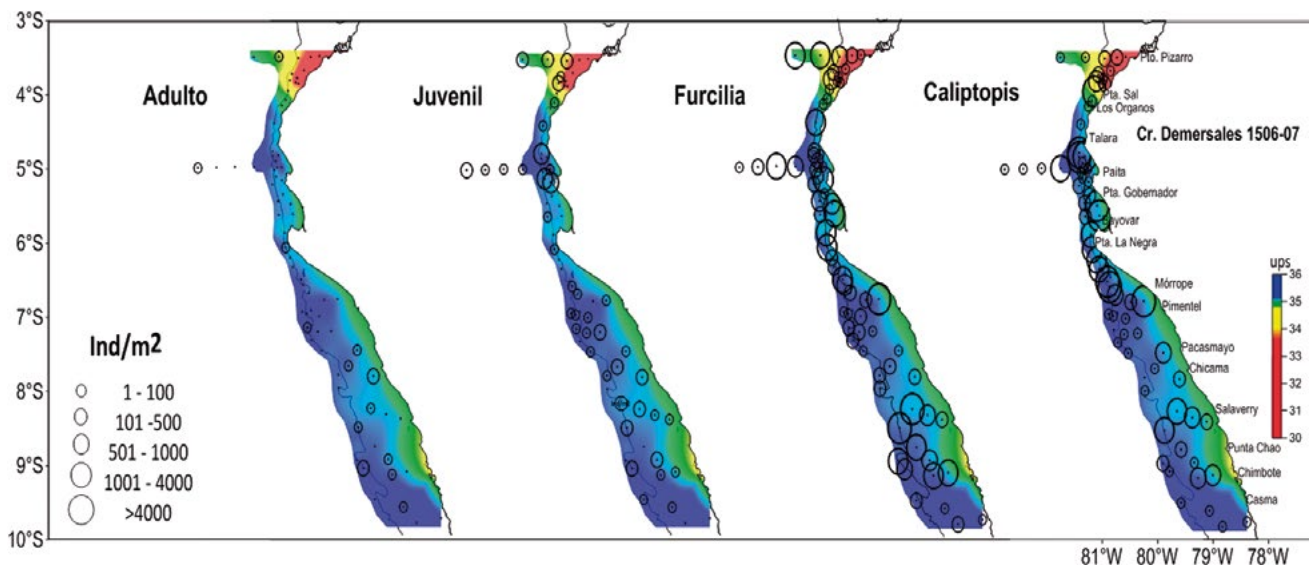 3°S
4°S
5°S
6°S
7°S
8°S
9°S
10°S
Adulto
Juvenil
Furcilia
Caliptopis
Cr. Demersales 1506-07
Pto. Pizarro
Pta. Sal
Los Organos
Talara
Paita
Pta. Gobernador
Pta. La Negra
Mórrope
Pimentel
Pacasmayo
Chicama
Salaverry
Punta Chao
Chimbote
Casma
ups
36
35
34
33
32
31
30
Ind/m2
1 - 100
101 -500
501 - 1000
1001 - 4000
>4000
81°W 80°W 79°W 78°W